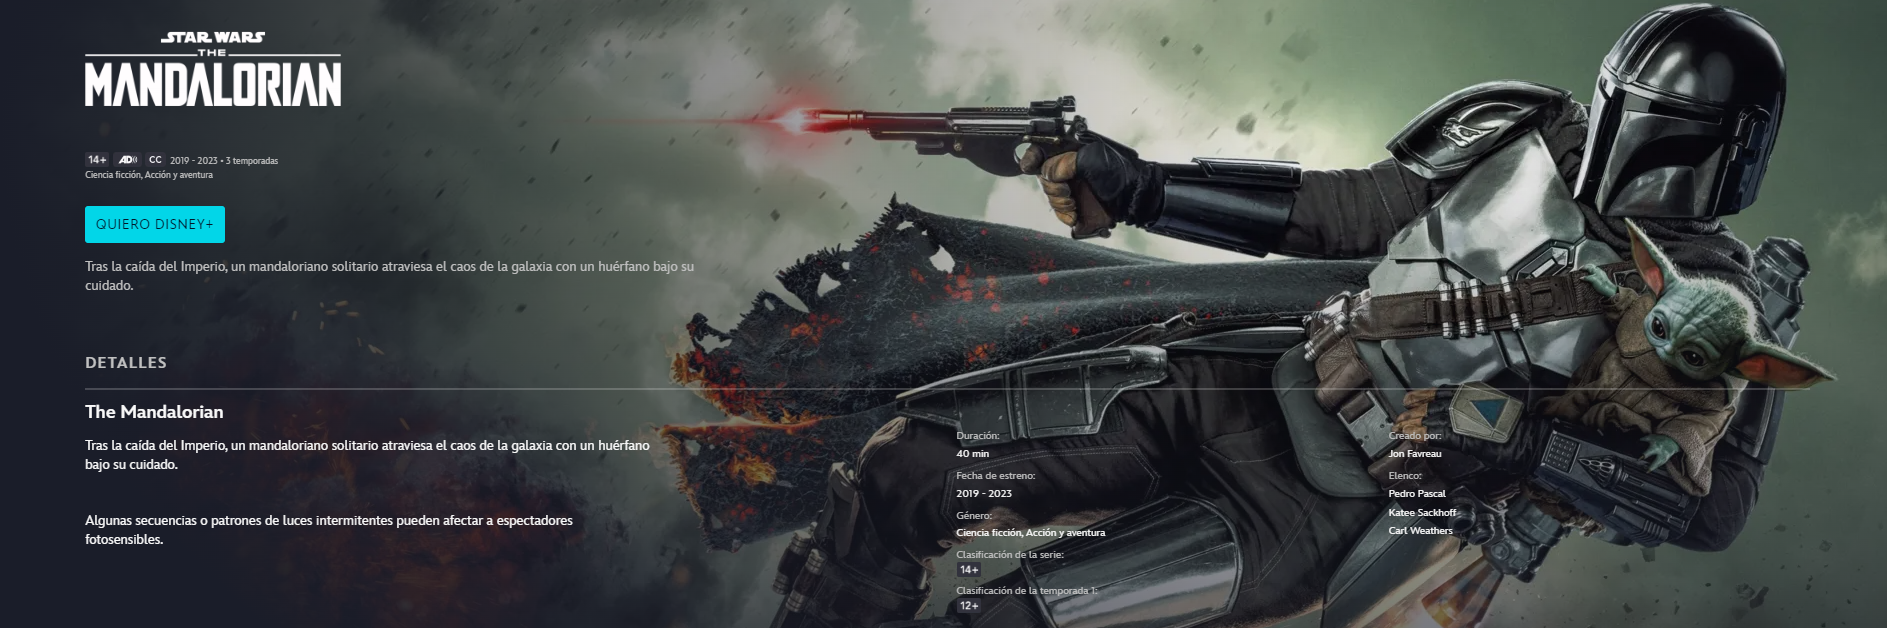 STAR WARS
THE
MANDALORIAN
14+ AD CC 2019 - 2023 • 3 temporadas
Ciencia ficción, Acción y aventura
QUIERO DISNEY+
Tras la caída del Imperio, un mandaloriano solitario atraviesa el caos de la galaxia con un huérfano bajo su
cuidado.
DETALLES
The Mandalorian
Tras la caída del Imperio, un mandaloriano solitario atraviesa el caos de la galaxia con un huérfano
bajo su cuidado.
Algunas secuencias o patrones de luces intermitentes pueden afectar a espectadores
fotosensibles.
Duración:
40 min
Fecha de estreno:
2019 - 2023
Género:
Ciencia ficción, Acción y aventura
Clasificación de la serie:
14+
Clasificación de la temporada 1:
12+
Creado por:
Jon Favreau
Elenco:
Pedro Pascal
Katee Sackhoff
Carl Weathers